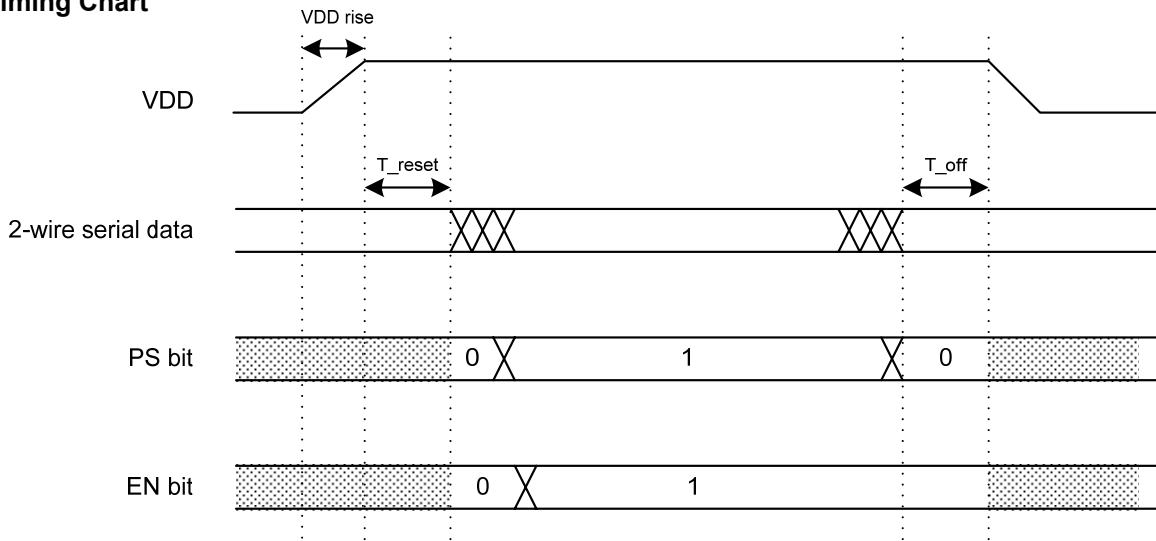 Chart
VDD rise
VDD
T_reset
T_off
2-wire serial data
PS bit
0
1
0
EN bit
0
1